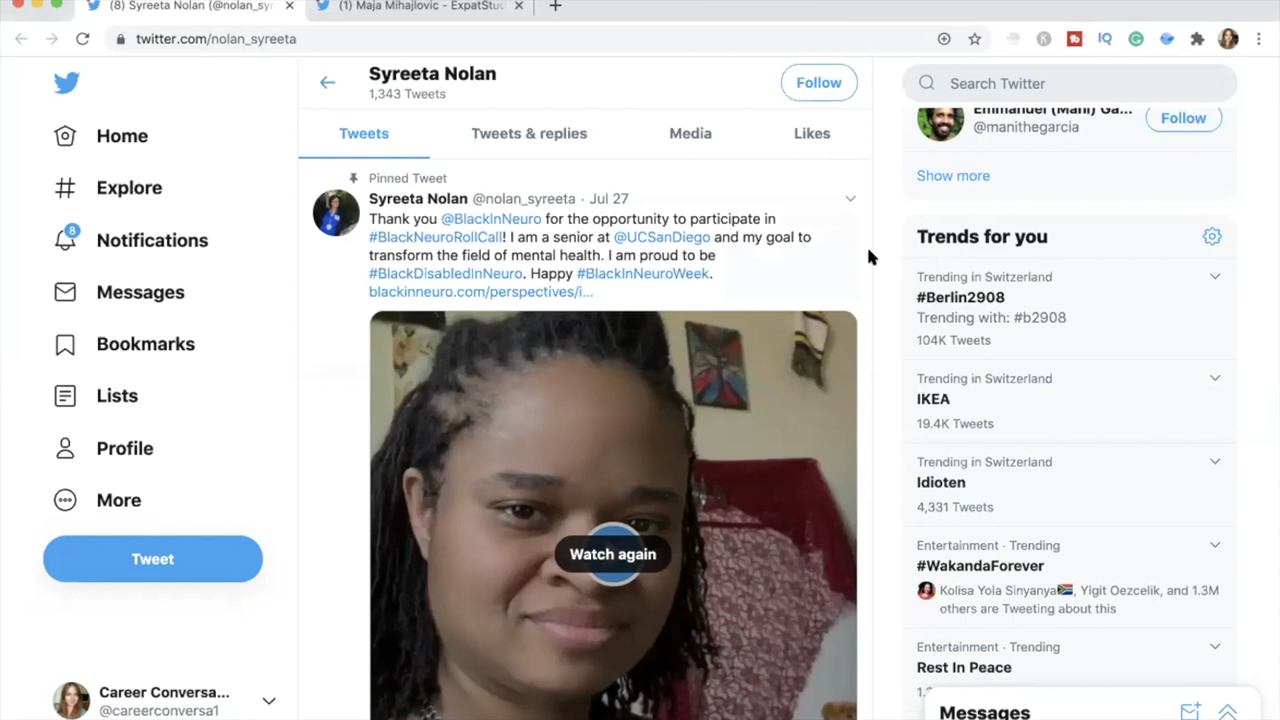 (8) Syreeta Nolan (@nolan_syr
(1) Maja Mihajlovic - ExpatStud
twitter.com/nolan_syreeta
IQ
Home
Explore
8
Notifications
Messages
Bookmarks
Lists
Profile
More
Tweet
Career Conversa...
@careerconversa1
Syreeta Nolan
1,343 Tweets
Follow
Tweets
Tweets & replies
Media
Likes
Pinned Tweet
Syreeta Nolan @nolan_syreeta · Jul 27
Thank you @BlackInNeuro for the opportunity to participate in
#BlackNeuroRollCall! I am a senior at @UCSanDiego and my goal to
transform the field of mental health. I am proud to be
#BlackDisabledInNeuro. Happy #BlackInNeuroWeek.
blackinneuro.com/perspectives/i...
Watch again
Search Twitter
Emmanuel (Mani) Ga...
@manithegarcia
Follow
Show more
Trends for you
Trending in Switzerland
#Berlin2908
Trending with: #b2908
104K Tweets
Trending in Switzerland
IKEA
19.4K Tweets
Trending in Switzerland
Idioten
4,331 Tweets
Entertainment · Trending
#WakandaForever
Kolisa Yola Sinyanya🇿🇦, Yigit Oezcelik, and 1.3M
others are Tweeting about this
Entertainment · Trending
Rest In Peace
Messages